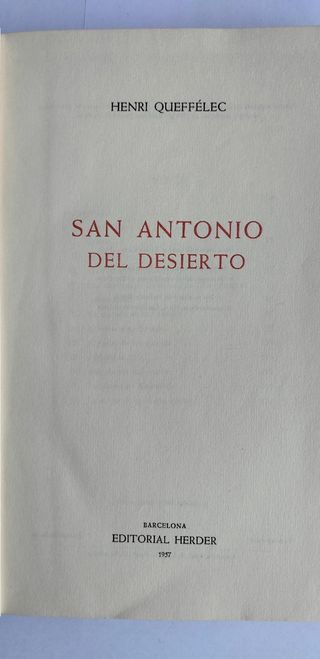 HENRI QUEFFÉLEC
SAN ANTONIO
DEL DESIERTO
BARCELONA
EDITORIAL HERDER
1957